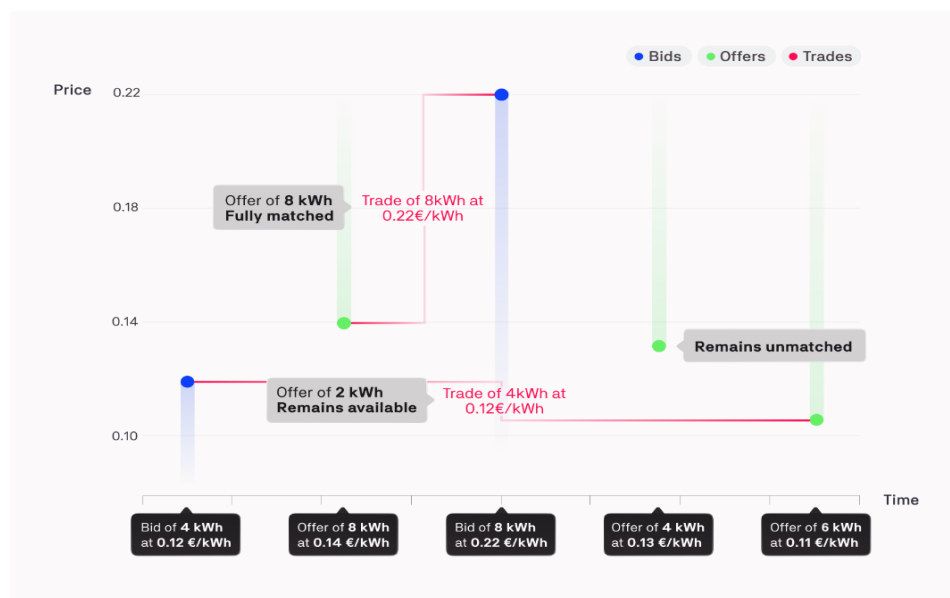 Bids
Offers
Trades
Price
0.22
Offer of 8 kWh
Fully matched
Trade of 8kWh at
0.22€/kWh
0.18
0.14
Remains unmatched
Offer of 2 kWh
Remains available
Trade of 4kWh at
0.12€/kWh
0.10
Time
Bid of 4 kWh
at 0.12 €/kWh
Offer of 8 kWh
at 0.14 €/kWh
Bid of 8 kWh
at 0.22 €/kWh
Offer of 4 kWh
at 0.13 €/kWh
Offer of 6 kWh
at 0.11 €/kWh